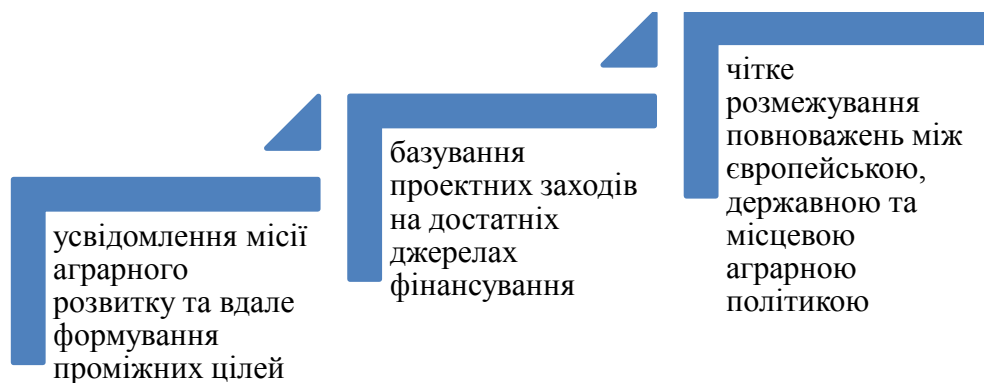 усвідомлення місії
аграрного
розвитку та вдале
формування
проміжних цілей
базування
проектних заходів
на достатніх
джерелах
фінансування
чітке
розмежування
повноважень між
європейською,
державною та
місцевою
аграрною
політикою